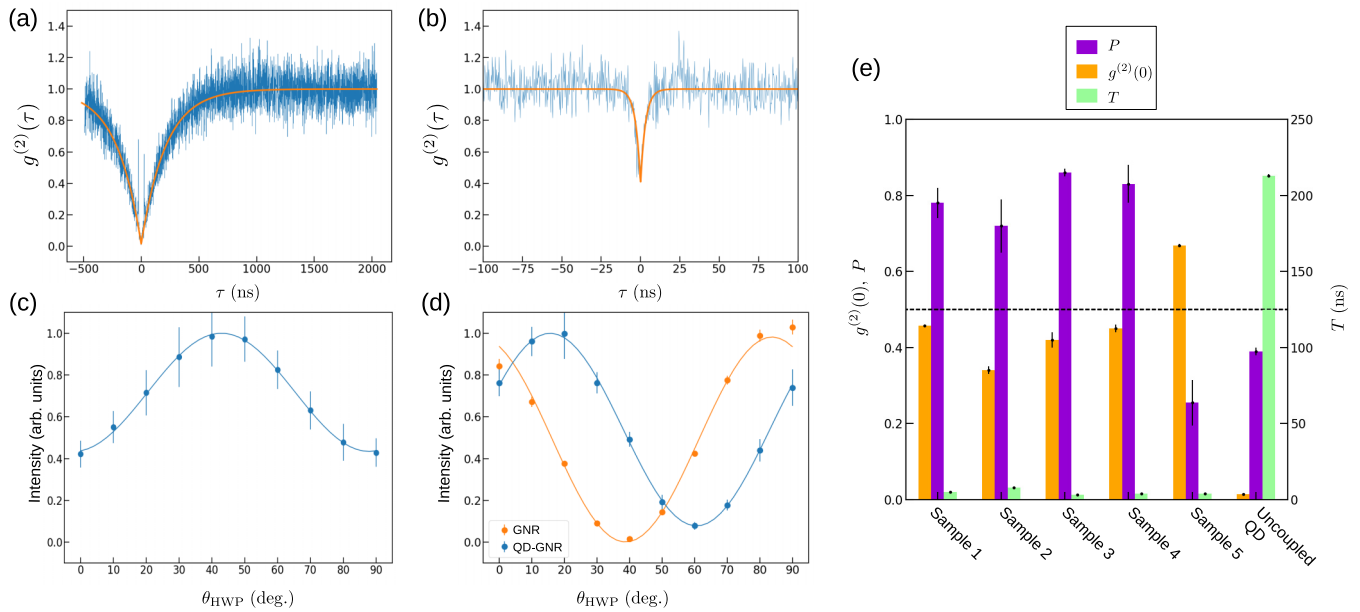 (a)
1.4
1.2
1.0
0.8
0.6
0.4
0.2
0.0
g⁽²⁾(τ)
−500 0 500 1000 1500 2000
τ (ns)
(b)
1.4
1.2
1.0
0.8
0.6
0.4
0.2
0.0
g⁽²⁾(τ)
−100 −75 −50 −25 0 25 50 75 100
τ (ns)
(c)
1.0
0.8
0.6
0.4
0.2
0.0
Intensity (arb. units)
0 10 20 30 40 50 60 70 80 90
θHWP (deg.)
(d)
1.0
0.8
0.6
0.4
0.2
0.0
Intensity (arb. units)
GNR
QD-GNR
0 10 20 30 40 50 60 70 80 90
θHWP (deg.)
(e)
P
g⁽²⁾(0)
T
1.0
0.8
0.6
0.4
0.2
0.0
g⁽²⁾(0), P
250
200
150
100
50
0
T (ns)
Sample 1
Sample 2
Sample 3
Sample 4
Sample 5
Uncoupled
QD